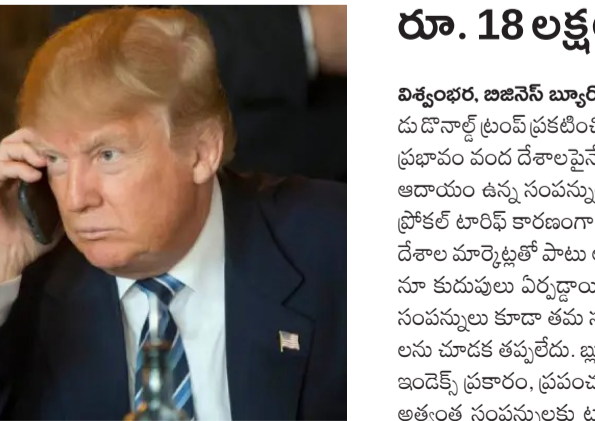 రూ. 18 లక్ష
విశ్వంభర, బిజినెస్ బ్యూరో
డు డొనాల్డ్ ట్రంప్ ప్రకటించి
ప్రభావం వంద దేశాలపైనే
ఆదాయం ఉన్న సంపన్ను
ప్రోకల్ టారిఫ్ కారణంగా
దేశాల మార్కెట్లతో పాటు
నూ కుదుపులు ఏర్పడ్డాయి
సంపన్నులు కూడా తమ
లను చూడక తప్పలేదు. బ్లూ
ఇండెక్స్ ప్రకారం, ప్రపంచ
అత్యంత సంపన్నులకు